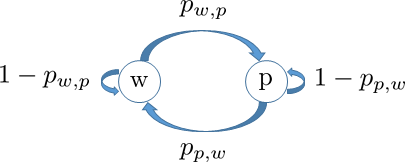 p_{w,p}
1 − p_{w,p} w p 1 − p_{p,w}
p_{p,w}